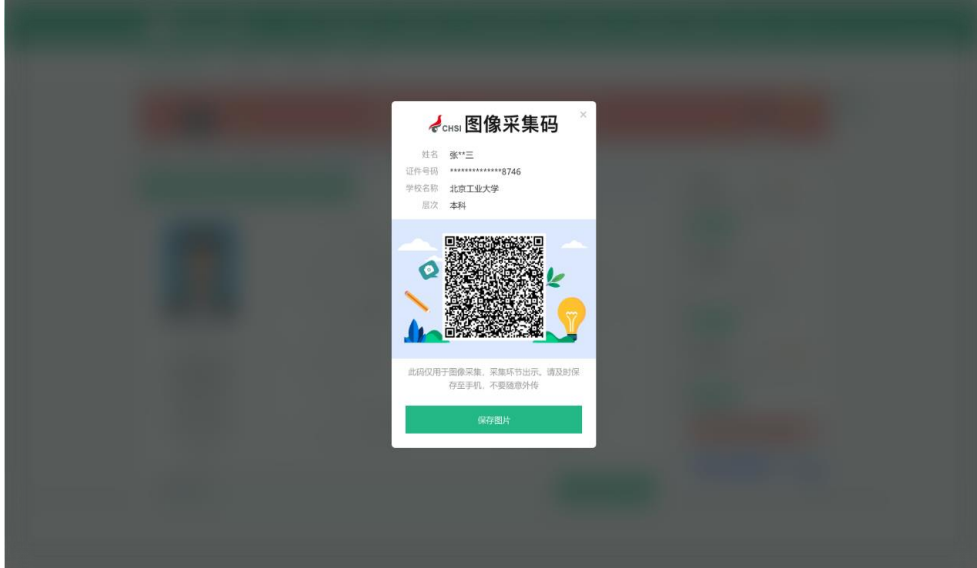 CHSI 图像采集码
×
姓名 张**三
证件号码 **************8746
学校名称 北京工业大学
层次 本科
此码仅用于图像采集、采集环节出示。请及时保
存至手机、不要随意外传
保存图片